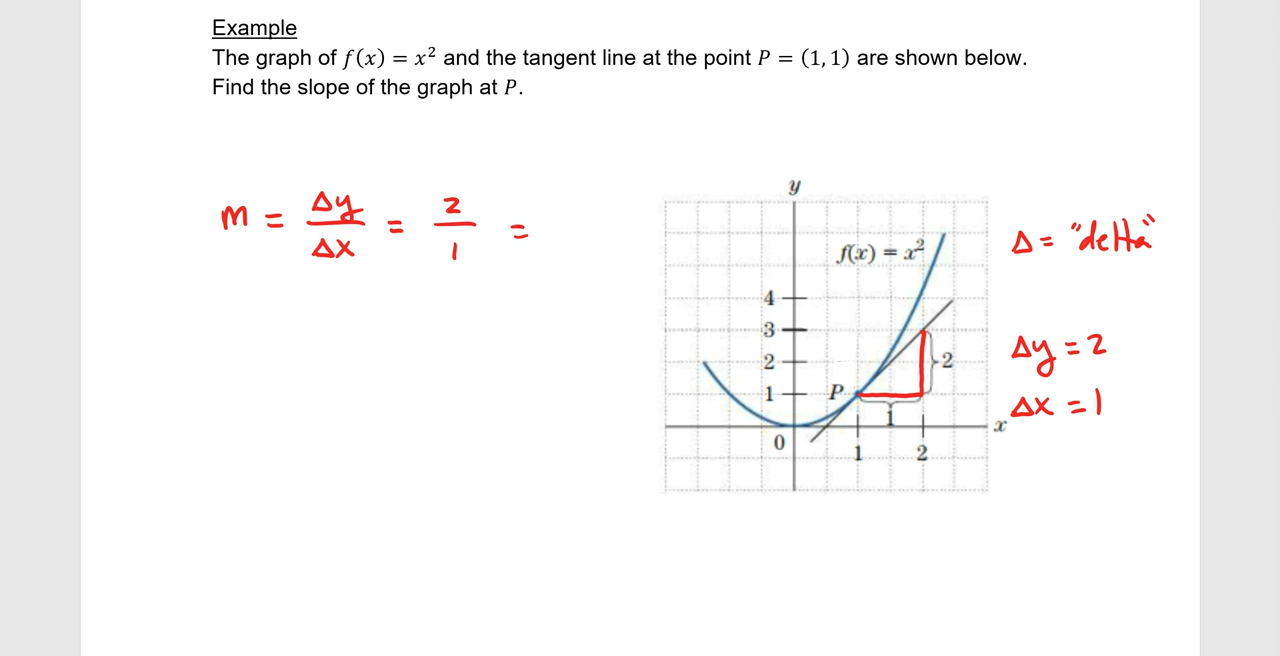 Example
The graph of f(x) = x² and the tangent line at the point P = (1, 1) are shown below.
Find the slope of the graph at P.
m = Δy/Δx = 2/1 =
y
f(x) = x²
Δ = "delta"
4
3
2
1
P
2
1
0
1
2
x
Δy = 2
Δx = 1